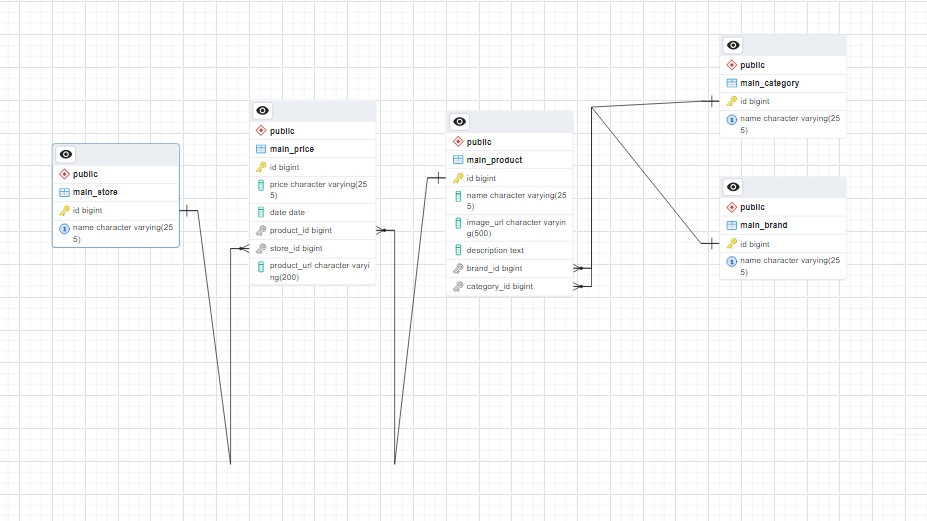 public
main_store
id bigint
name character varying(25
5)
public
main_price
id bigint
price character varying(25
5)
date date
product_id bigint
store_id bigint
product_url character varyi
ng(200)
public
main_product
id bigint
name character varying(25
5)
image_url character varyin
g(500)
description text
brand_id bigint
category_id bigint
public
main_category
id bigint
1
name character varying(25
5)
public
main_brand
id bigint
1
name character varying(25
5)